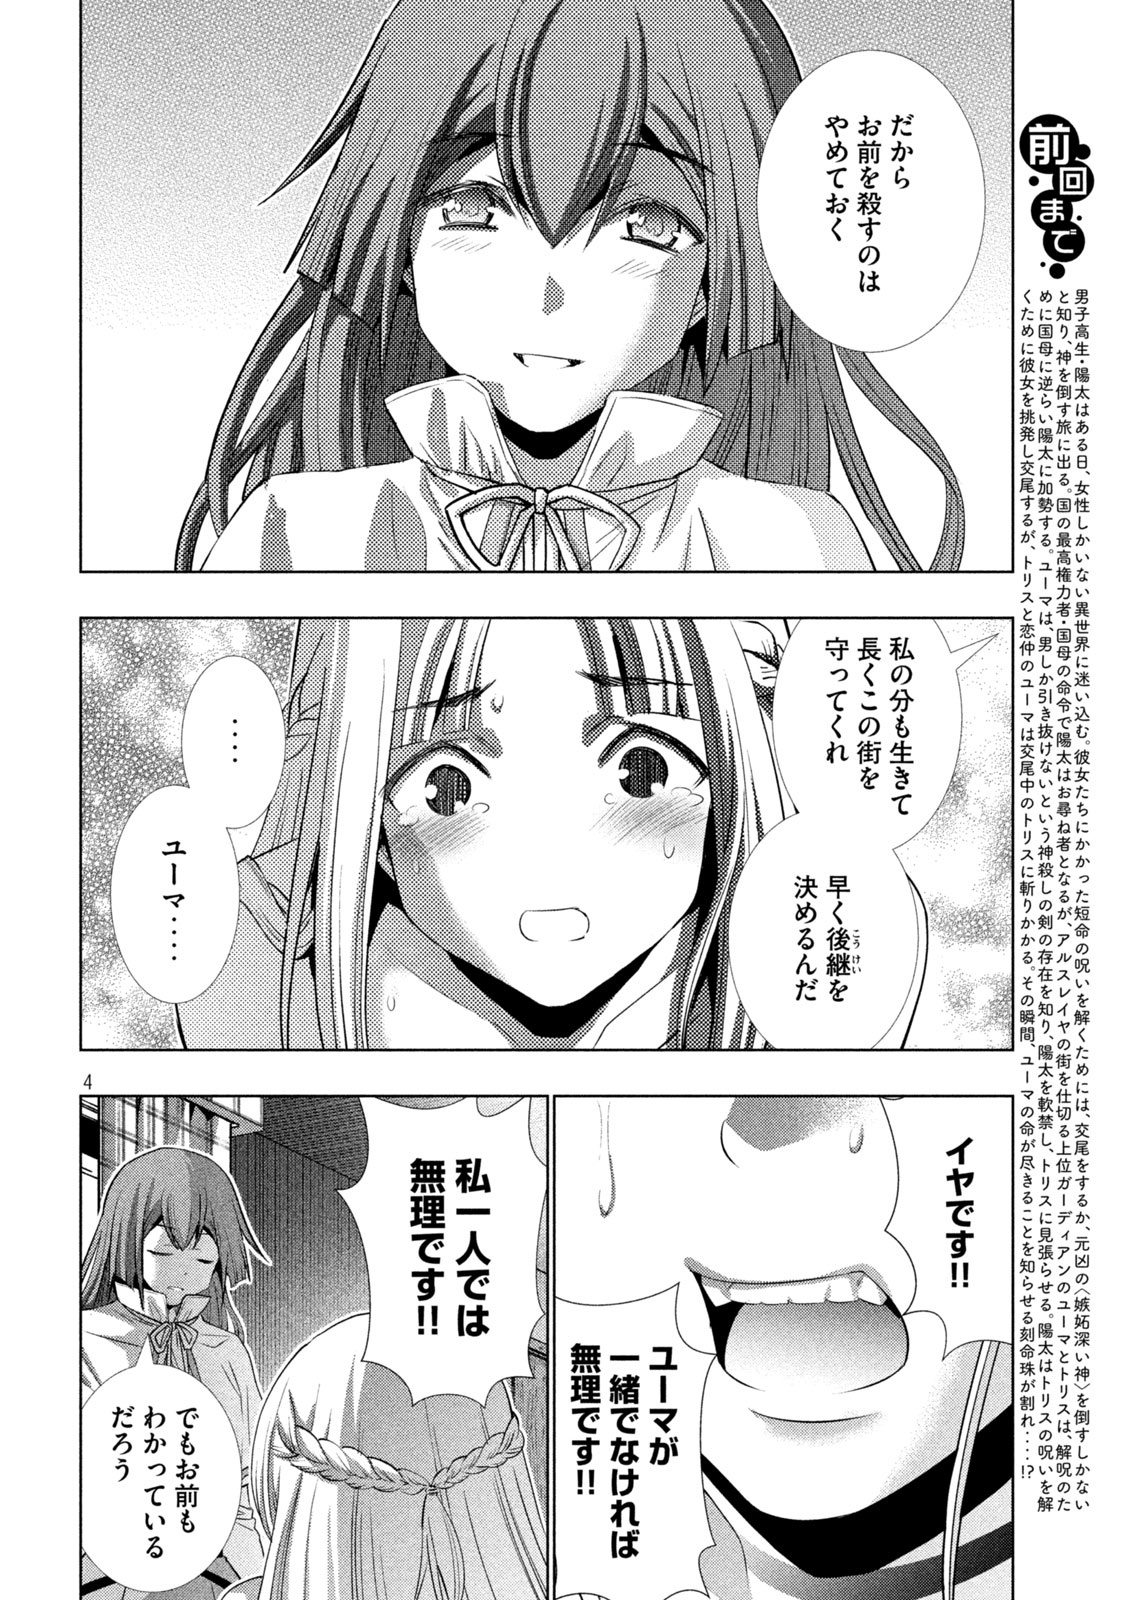 前回まで
男子高生・陽太はある日、女性しかいない異世界に迷い込む。彼女たちにかかった短命の呪いを解くためには、交尾をするか、元凶の〈嫉妬深い神〉を倒すしかない
と知り、神を倒す旅に出る。国の最高権力者・国母の命令で陽太はお尋ね者となるが、アルスレイヤの街を仕切る上位ガーディアンのユーマとトリスは、解呪のた
めに国母に逆らい陽太に加勢する。ユーマは、男しか引き抜けないという神殺しの剣の存在を知り、陽太を軟禁し、トリスに見張らせる。陽太はトリスの呪いを解
くために彼女を挑発し交尾するが、トリスと恋仲のユーマは交尾中のトリスに斬りかかる。その瞬間、ユーマの命が尽きることを知らせる刻命珠が割れ‥‥!?
だから
お前を殺すのは
やめておく
私の分も生きて
長くこの街を
守ってくれ
早く後継を
こうけい
決めるんだ
‥‥
ユーマ‥‥
イヤです!!
ユーマが
一緒でなければ
無理です!!
私一人では
無理です!!
でもお前も
わかっている
だろう
4